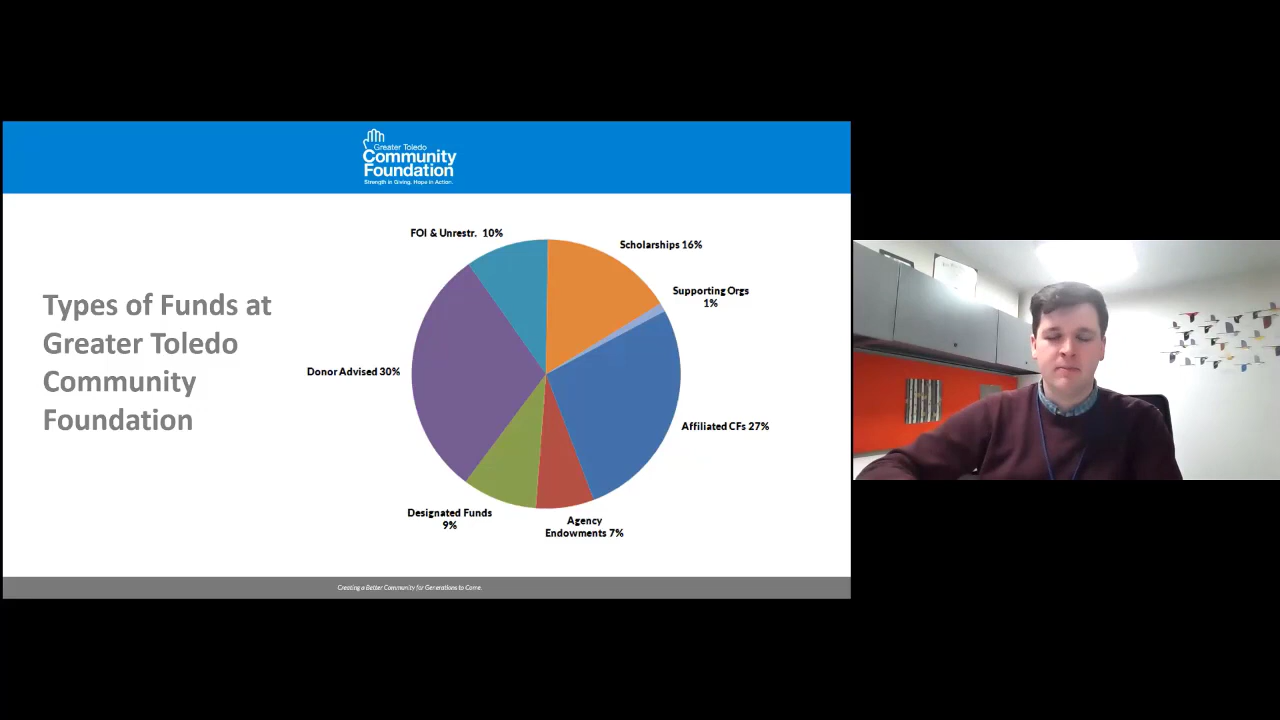 Greater Toledo
Community
Foundation
Strength in Giving, Hope in Action.
Types of Funds at
Greater Toledo
Community
Foundation
FOI & Unrestr. 10%
Scholarships 16%
Supporting Orgs
1%
Donor Advised 30%
Affiliated CFs 27%
Designated Funds
9%
Agency
Endowments 7%
Creating a Better Community for Generations to Come.